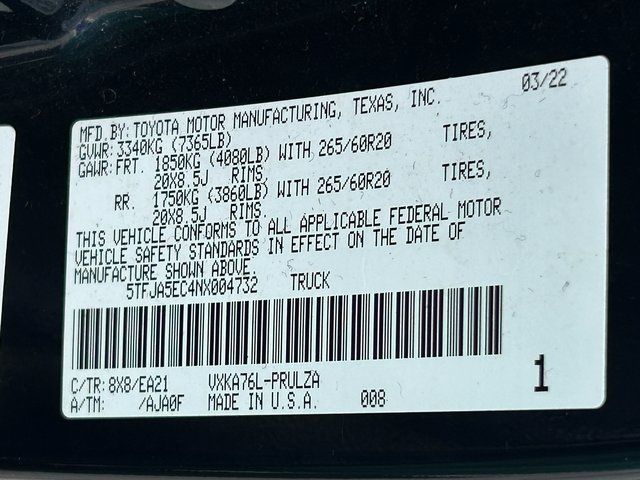 03/22
MFD. BY: TOYOTA MOTOR MANUFACTURING, TEXAS, INC.
GVWR: 3340KG (7365LB)
GAWR: FRT. 1850KG (4080LB) WITH 265/60R20 TIRES,
20X8.5J RIMS,
RR. 1750KG (3860LB) WITH 265/60R20 TIRES,
20X8.5J RIMS,
THIS VEHICLE CONFORMS TO ALL APPLICABLE FEDERAL MOTOR
VEHICLE SAFETY STANDARDS IN EFFECT ON THE DATE OF
MANUFACTURE SHOWN ABOVE.
5TFJA5EC4NX004732 TRUCK
C/TR: 8X8/EA21 VXKA76L-PRULZA
A/TM: /AJA0F MADE IN U.S.A. 008
1